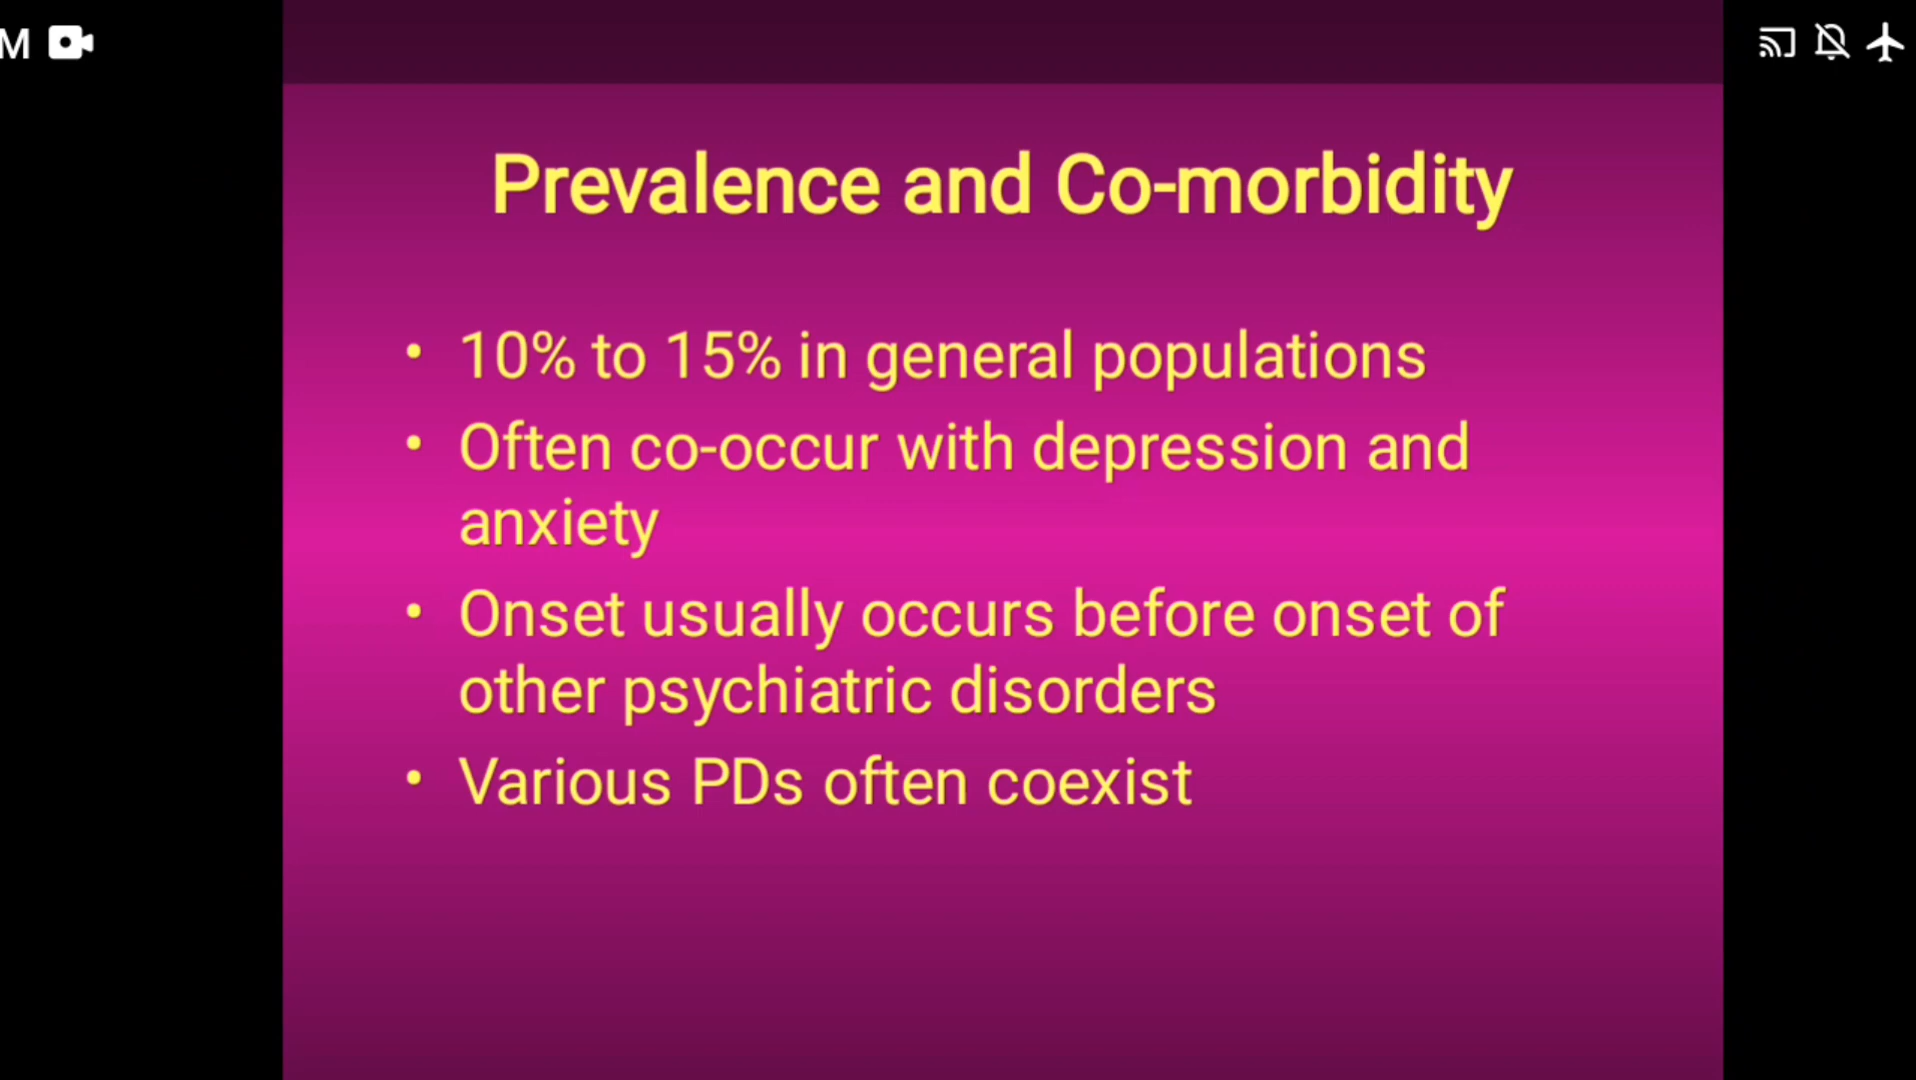 M
Prevalence and Co-morbidity
• 10% to 15% in general populations
• Often co-occur with depression and
anxiety
• Onset usually occurs before onset of
other psychiatric disorders
• Various PDs often coexist